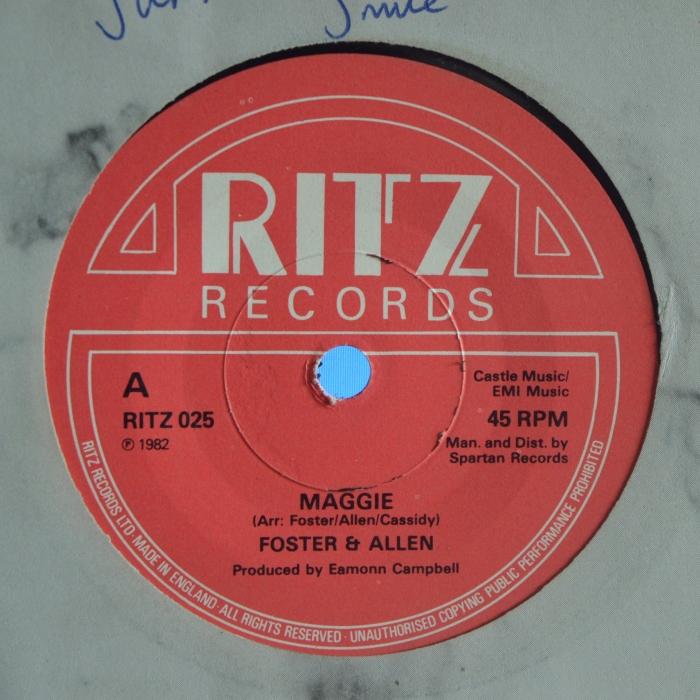 Smile
RITZ
RECORDS
A
RITZ 025
℗ 1982
Castle Music/
EMI Music
45 RPM
Man. and Dist. by
Spartan Records
MAGGIE
(Arr: Foster/Allen/Cassidy)
FOSTER & ALLEN
Produced by Eamonn Campbell
RITZ RECORDS LTD·MADE IN ENGLAND·ALL RIGHTS RESERVED·UNAUTHORISED COPYING PUBLIC PERFORMANCE PROHIBITED